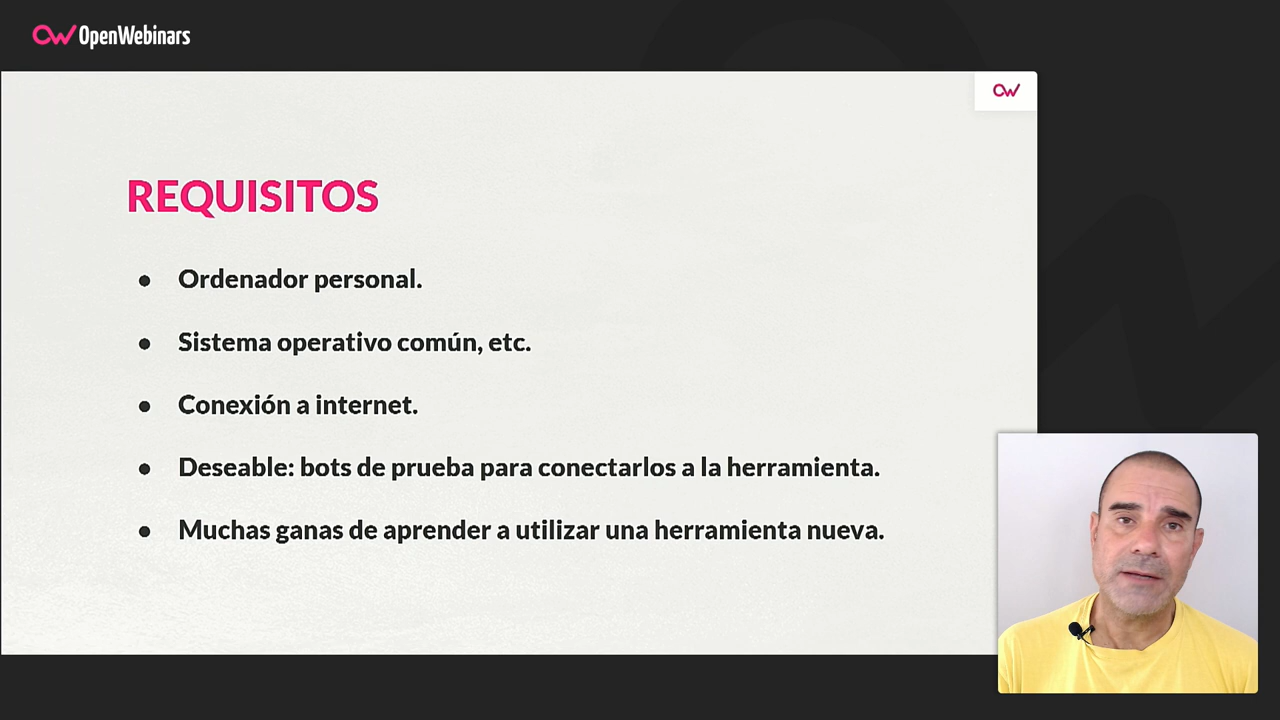 OpenWebinars
REQUISITOS
● Ordenador personal.
● Sistema operativo común, etc.
● Conexión a internet.
● Deseable: bots de prueba para conectarlos a la herramienta.
● Muchas ganas de aprender a utilizar una herramienta nueva.